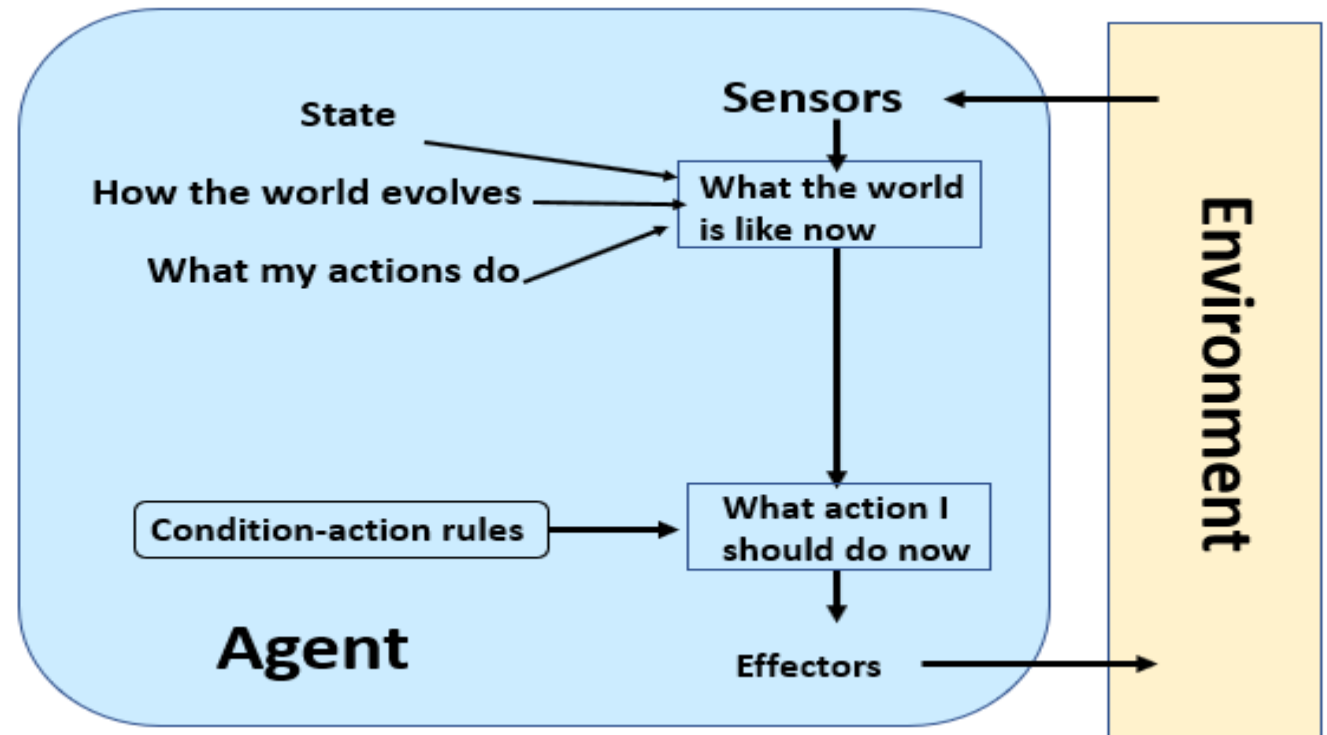 State
Sensors
How the world evolves
What the world
is like now
What my actions do
Environment
Condition-action rules
What action I
should do now
Agent
Effectors